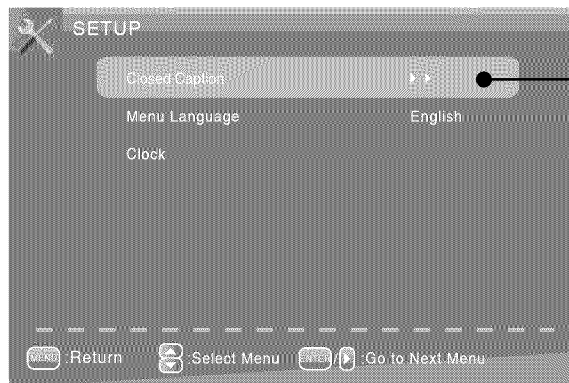 SETUP
Closed Caption
Menu Language English
Clock
MENU :Return :Select Menu ENTER / :Go to Next Menu